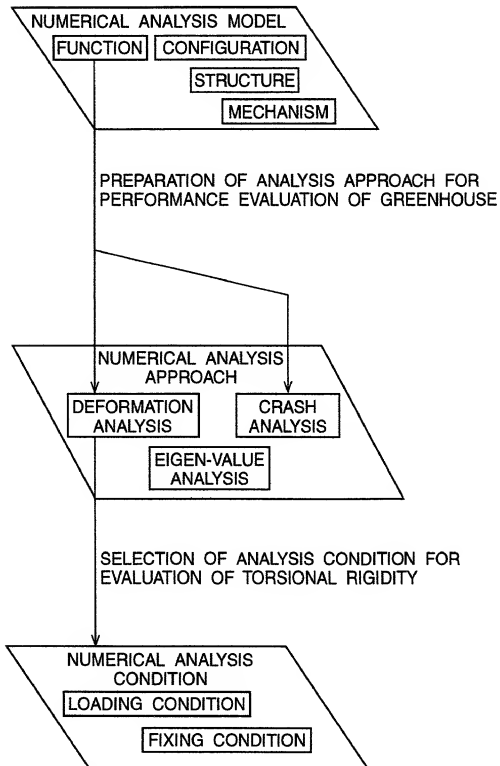 NUMERICAL ANALYSIS MODEL
FUNCTION CONFIGURATION
STRUCTURE
MECHANISM
PREPARATION OF ANALYSIS APPROACH FOR
PERFORMANCE EVALUATION OF GREENHOUSE
NUMERICAL ANALYSIS
APPROACH
DEFORMATION
ANALYSIS
CRASH
ANALYSIS
EIGEN-VALUE
ANALYSIS
SELECTION OF ANALYSIS CONDITION FOR
EVALUATION OF TORSIONAL RIGIDITY
NUMERICAL ANALYSIS
CONDITION
LOADING CONDITION
FIXING CONDITION